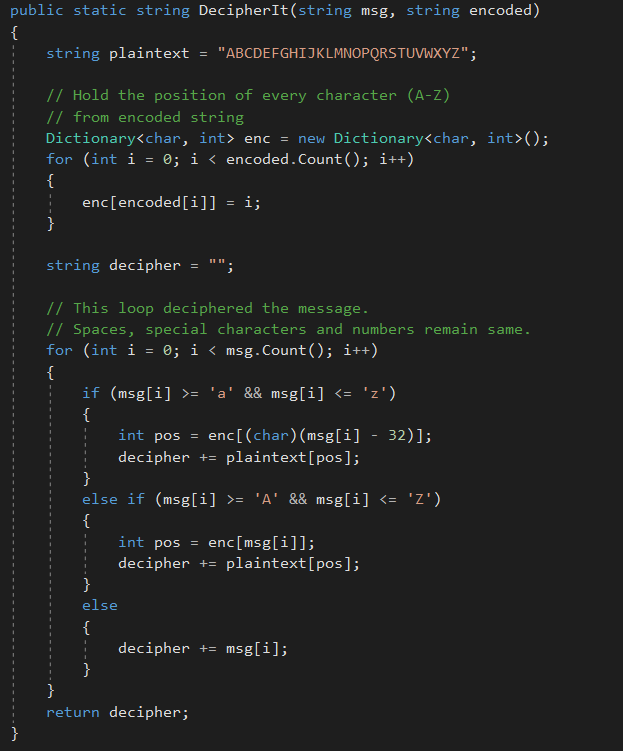 public static string DecipherIt(string msg, string encoded)
{
    string plaintext = "ABCDEFGHIJKLMNOPQRSTUVWXYZ";

    // Hold the position of every character (A-Z)
    // from encoded string
    Dictionary<char, int> enc = new Dictionary<char, int>();
    for (int i = 0; i < encoded.Count(); i++)
    {
        enc[encoded[i]] = i;
    }

    string decipher = "";

    // This loop deciphered the message.
    // Spaces, special characters and numbers remain same.
    for (int i = 0; i < msg.Count(); i++)
    {
        if (msg[i] >= 'a' && msg[i] <= 'z')
        {
            int pos = enc[(char)(msg[i] - 32)];
            decipher += plaintext[pos];
        }
        else if (msg[i] >= 'A' && msg[i] <= 'Z')
        {
            int pos = enc[msg[i]];
            decipher += plaintext[pos];
        }
        else
        {
            decipher += msg[i];
        }
    }
    return decipher;
}